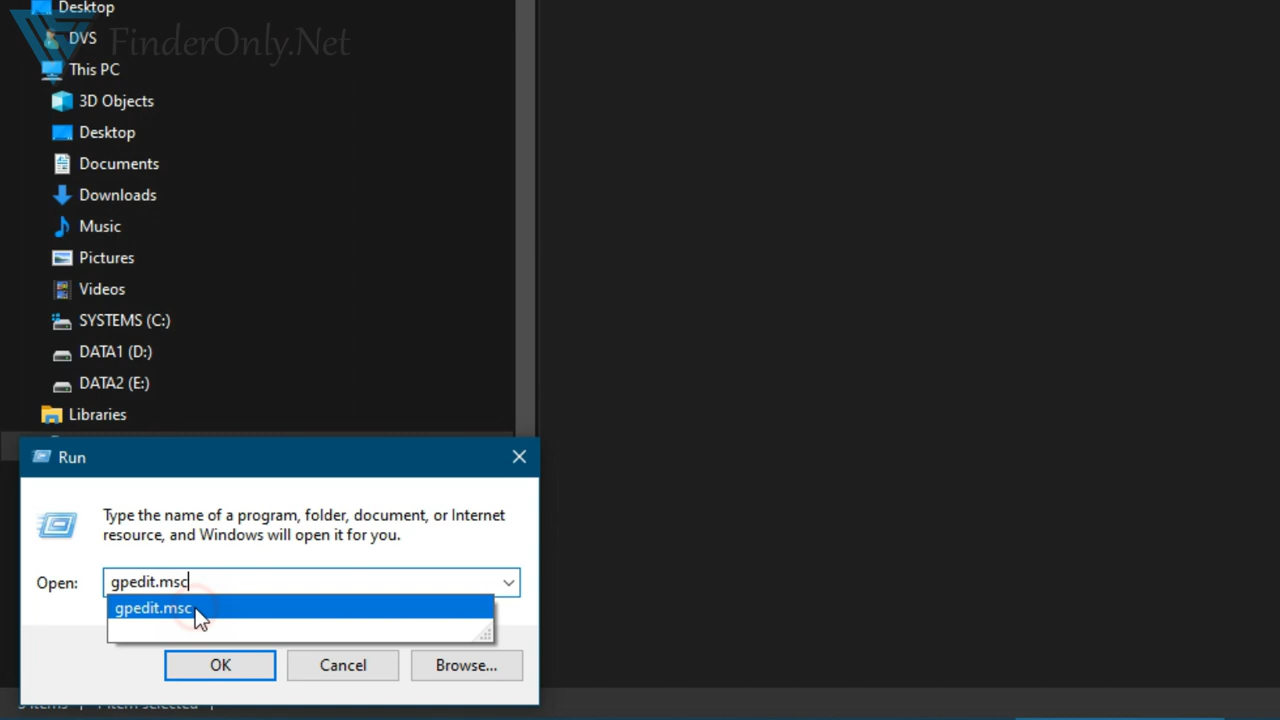 Desktop
DVS
FinderOnly.Net
This PC
3D Objects
Desktop
Documents
Downloads
Music
Pictures
Videos
SYSTEMS (C:)
DATA1 (D:)
DATA2 (E:)
Libraries
Run
Type the name of a program, folder, document, or Internet
resource, and Windows will open it for you.
Open: gpedit.msc
gpedit.msc
OK Cancel Browse...